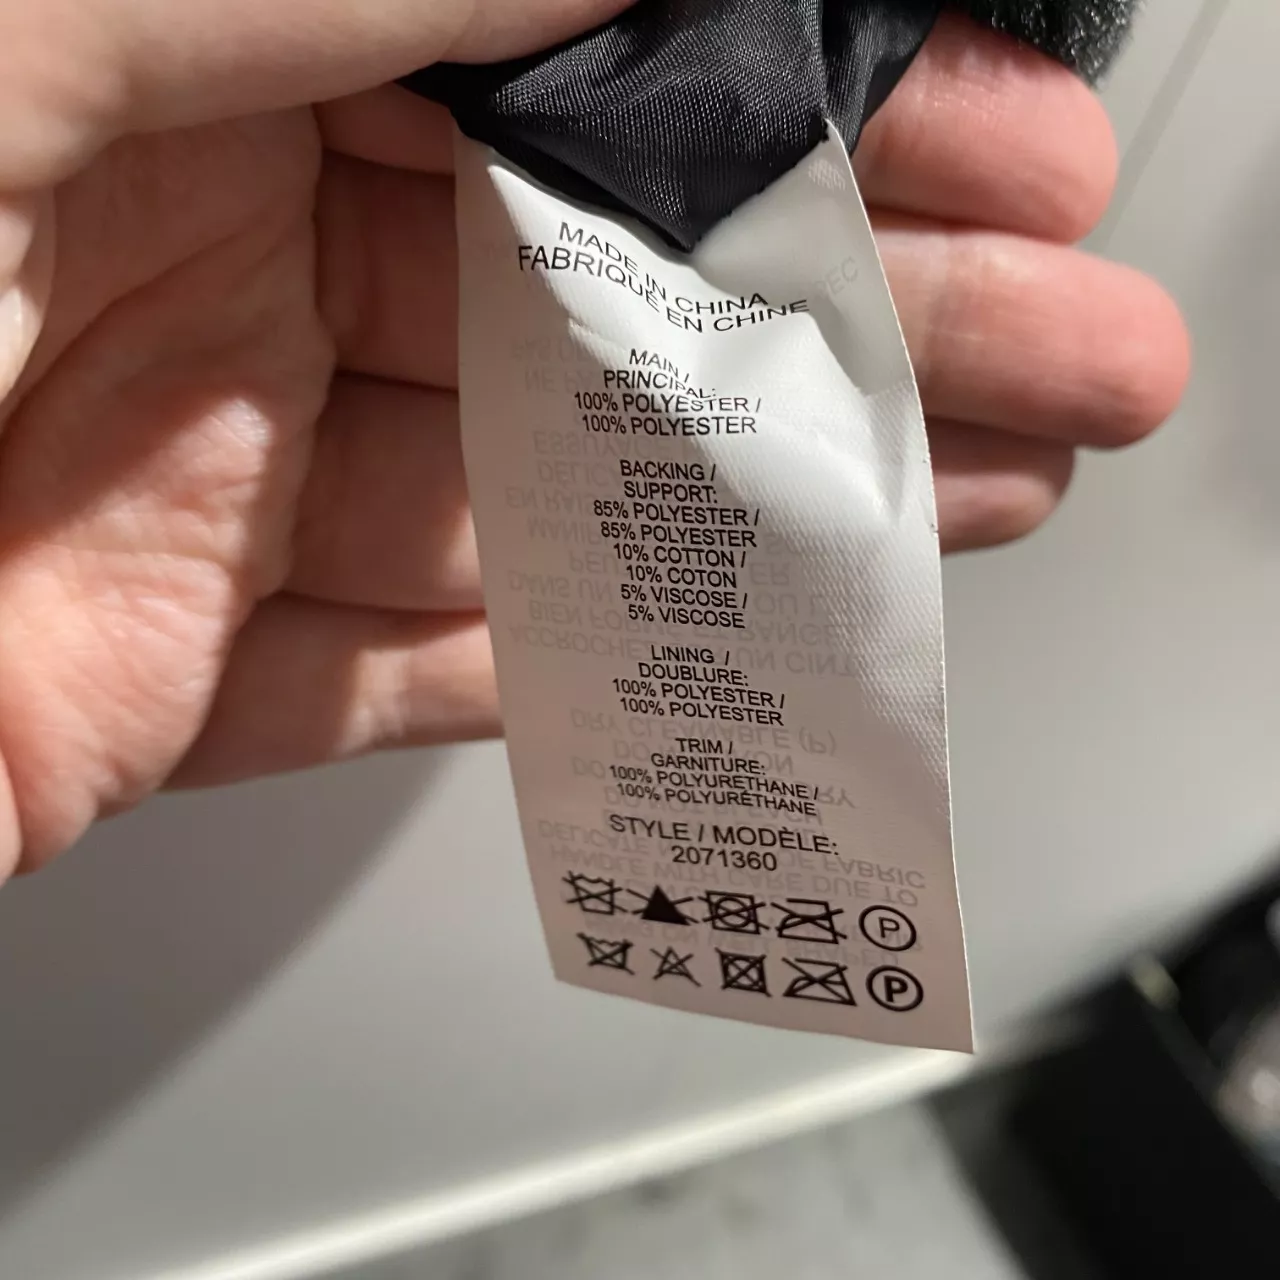 MADE IN CHINA
FABRIQUÉ EN CHINE
MAIN /
PRINCIPAL:
100% POLYESTER /
100% POLYESTER
BACKING /
SUPPORT:
85% POLYESTER /
85% POLYESTER
10% COTTON /
10% COTON
5% VISCOSE /
5% VISCOSE
LINING /
DOUBLURE:
100% POLYESTER /
100% POLYESTER
TRIM /
GARNITURE:
100% POLYURETHANE /
100% POLYURÉTHANE
STYLE / MODÈLE:
2071360
P
P